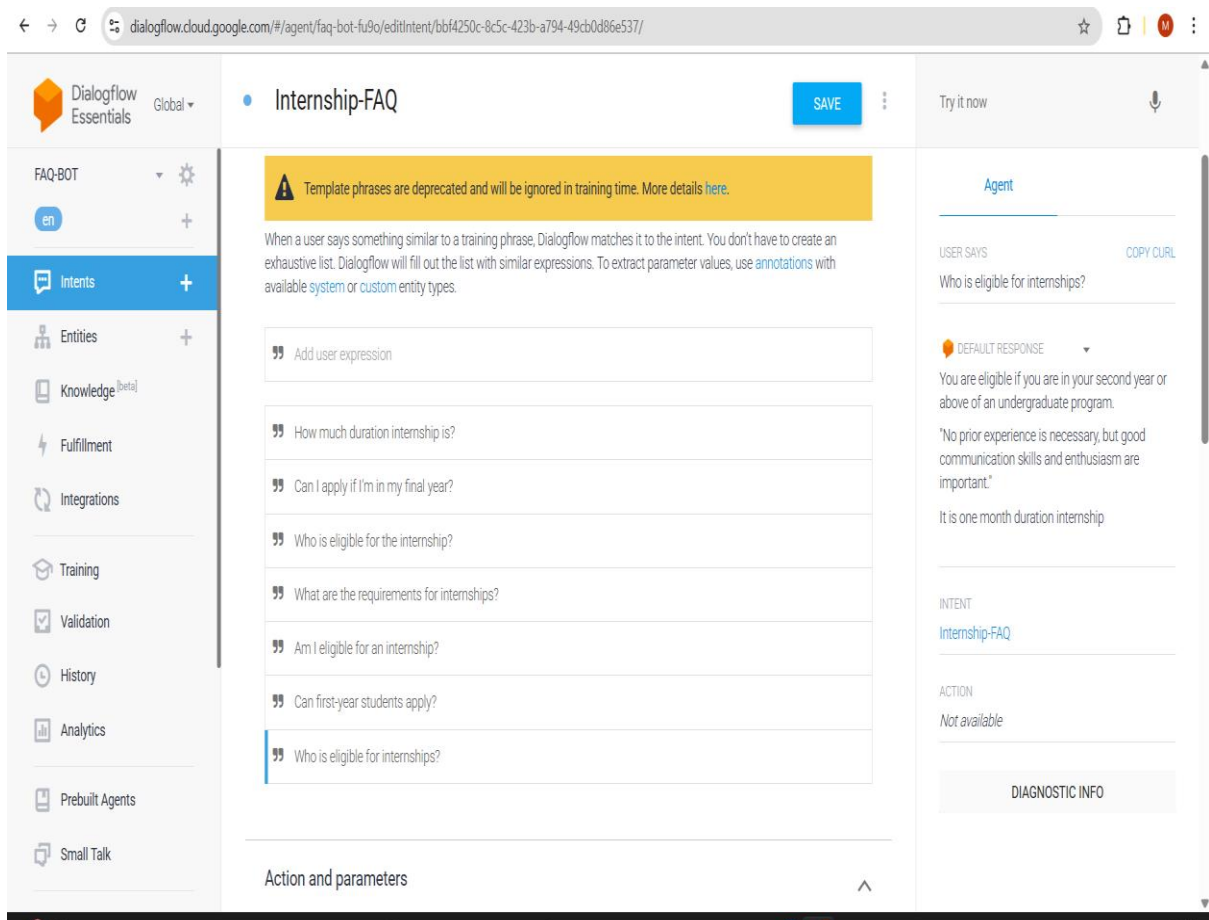 dialogflow.cloud.google.com/#/agent/faq-bot-fu9o/editIntent/bbf4250c-8c5c-423b-a794-49cb0d86e537/
M
Dialogflow
Essentials
Global
FAQ-BOT
en
Intents
Entities
Knowledge [beta]
Fulfillment
Integrations
Training
Validation
History
Analytics
Prebuilt Agents
Small Talk
Internship-FAQ
SAVE
Template phrases are deprecated and will be ignored in training time. More details here.
When a user says something similar to a training phrase, Dialogflow matches it to the intent. You don't have to create an
exhaustive list. Dialogflow will fill out the list with similar expressions. To extract parameter values, use annotations with
available system or custom entity types.
Add user expression
How much duration internship is?
Can I apply if I'm in my final year?
Who is eligible for the internship?
What are the requirements for internships?
Am I eligible for an internship?
Can first-year students apply?
Who is eligible for internships?
Action and parameters
Try it now
Agent
USER SAYS
COPY CURL
Who is eligible for internships?
DEFAULT RESPONSE
You are eligible if you are in your second year or
above of an undergraduate program.
"No prior experience is necessary, but good
communication skills and enthusiasm are
important."
It is one month duration internship
INTENT
Internship-FAQ
ACTION
Not available
DIAGNOSTIC INFO